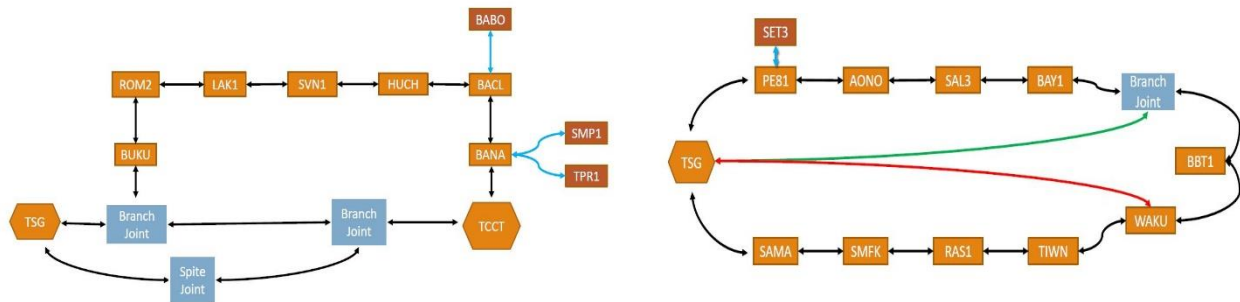 BABO
ROM2
LAK1
SVN1
HUCH
BACL
SMP1
BUKU
BANA
TPR1
TSG
Branch
Joint
Branch
Joint
TCCT
Spite
Joint
SET3
PE81
AONO
SAL3
BAY1
Branch
Joint
TSG
BBT1
WAKU
SAMA
SMFK
RAS1
TIWN